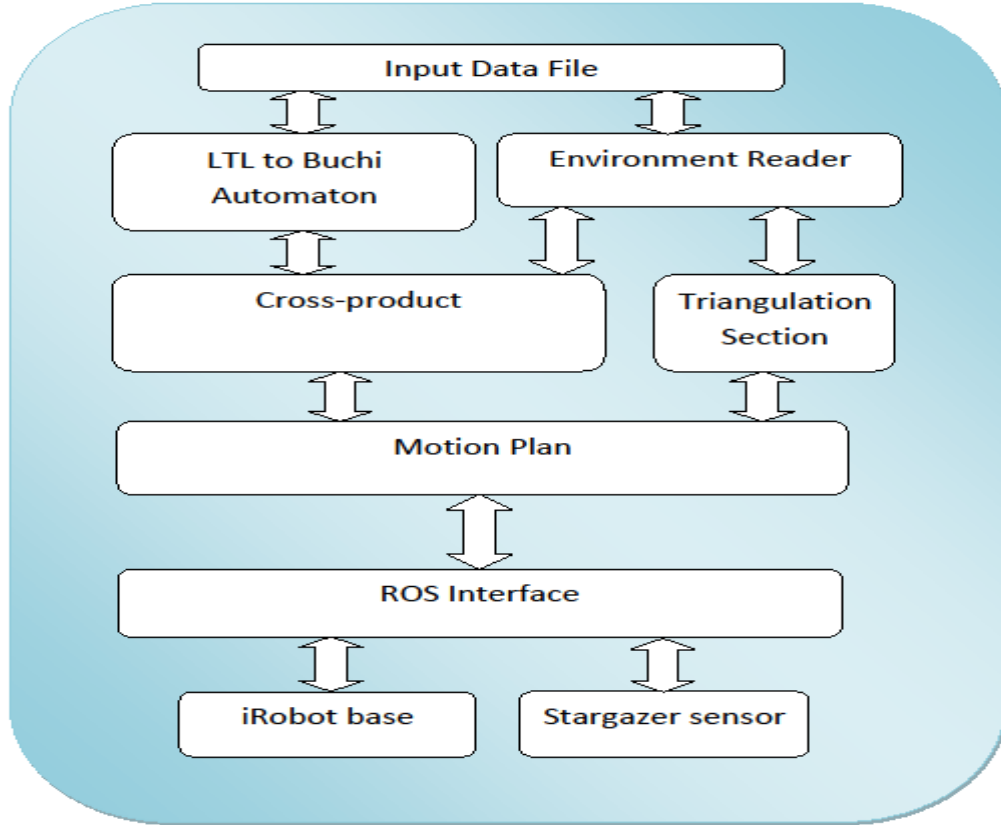 Input Data File
LTL to Buchi
Automaton
Environment Reader
Cross-product
Triangulation
Section
Motion Plan
ROS Interface
iRobot base
Stargazer sensor